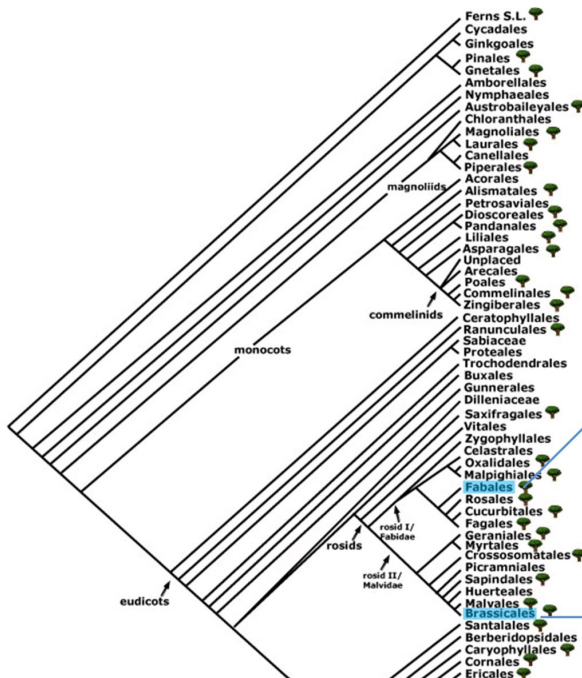 Ferns S.L.
Cycadales
Ginkgoales
Pinales
Gnetales
Amborellales
Nymphaeales
Austrobaileyales
Chloranthales
Magnoliales
Laurales
Canellales
Piperales
magnoliids
Acorales
Alismatales
Petrosaviales
Dioscoreales
Pandanales
Liliales
Asparagales
Unplaced
Arecales
Poales
Commelinales
Zingiberales
commelinids
monocots
Ceratophyllales
Ranunculales
Sabiaceae
Proteales
Trochodendrales
Buxales
Gunnerales
Dilleniaceae
Saxifragales
Vitales
Zygophyllales
Celastrales
Oxalidales
Malpighiales
Fabales
Rosales
Cucurbitales
Fagales
rosid I/
Fabidae
rosids
Geraniales
Myrtales
Crossosomatales
Picramniales
Sapindales
Huerteales
Malvales
Brassicales
rosid II/
Malvidae
eudicots
Santalales
Berberidopsidales
Caryophyllales
Cornales
Ericales